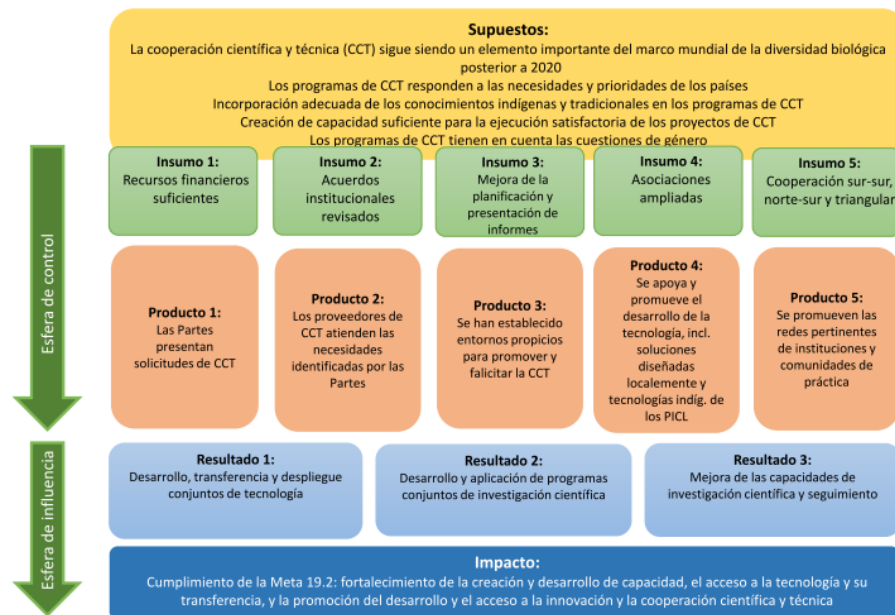 Supuestos:
La cooperación científica y técnica (CCT) sigue siendo un elemento importante del marco mundial de la diversidad biológica
posterior a 2020
Los programas de CCT responden a las necesidades y prioridades de los países
Incorporación adecuada de los conocimientos indígenas y tradicionales en los programas de CCT
Creación de capacidad suficiente para la ejecución satisfactoria de los proyectos de CCT
Los programas de CCT tienen en cuenta las cuestiones de género
Esfera de control
Insumo 1:
Recursos financieros
suficientes
Insumo 2:
Acuerdos
institucionales
revisados
Insumo 3:
Mejora de la
planificación y
presentación de
informes
Insumo 4:
Asociaciones
ampliadas
Insumo 5:
Cooperación sur-sur,
norte-sur y triangular
Producto 1:
Las Partes
presentan
solicitudes de CCT
Producto 2:
Los proveedores de
CCT atienden las
necesidades
identificadas por las
Partes
Producto 3:
Se han establecido
entornos propicios
para promover y
falicitar la CCT
Producto 4:
Se apoya y
promueve el
desarrollo de la
tecnología, incl.
soluciones
diseñadas
localemente y
tecnologías indíg. de
los PICL
Producto 5:
Se promueven las
redes pertinentes
de instituciones y
comunidades de
práctica
Esfera de influencia
Resultado 1:
Desarrollo, transferencia y despliegue
conjuntos de tecnología
Resultado 2:
Desarrollo y aplicación de programas
conjuntos de investigación científica
Resultado 3:
Mejora de las capacidades de
investigación científica y seguimiento
Impacto:
Cumplimiento de la Meta 19.2: fortalecimiento de la creación y desarrollo de capacidad, el acceso a la tecnología y su
transferencia, y la promoción del desarrollo y el acceso a la innovación y la cooperación científica y técnica